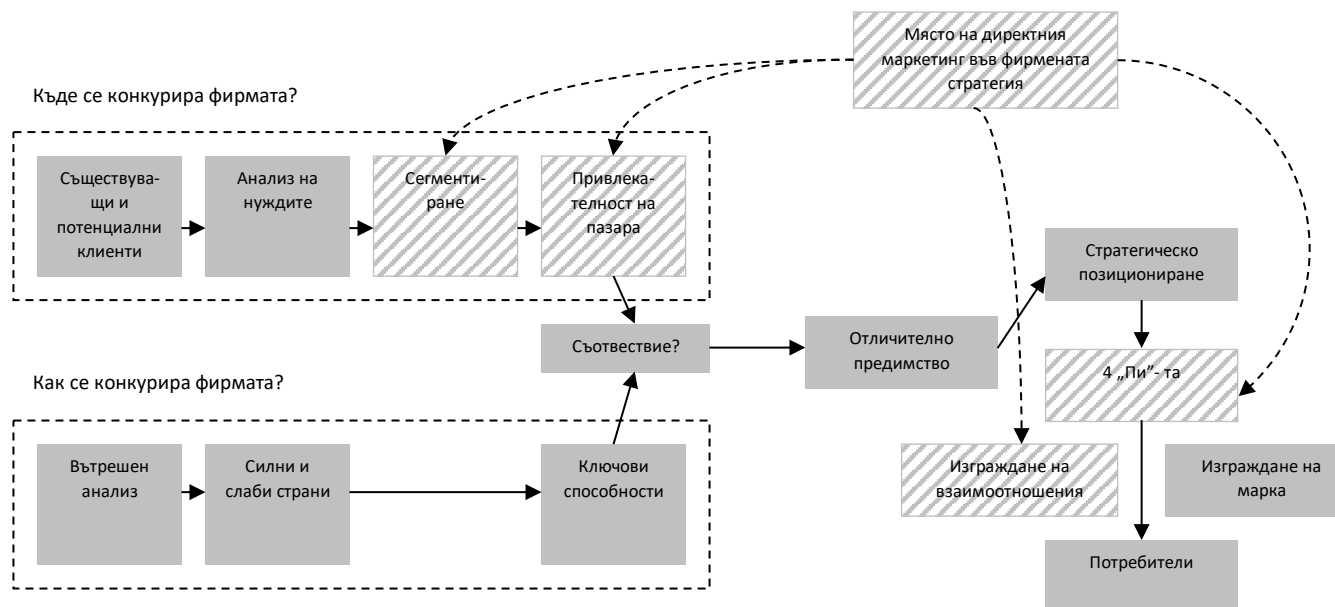 Място на директния
маркетинг във фирмената
стратегия
Къде се конкурира фирмата?
Съществува-
щи и
потенциални
клиенти
Анализ на
нуждите
Сегменти-
ране
Привлека-
телност на
пазара
Стратегическо
позициониране
Съотвествие?
Отличително
предимство
4 „Пи”- та
Как се конкурира фирмата?
Вътрешен
анализ
Силни и
слаби страни
Ключови
способности
Изграждане на
взаимоотношения
Изграждане на
марка
Потребители